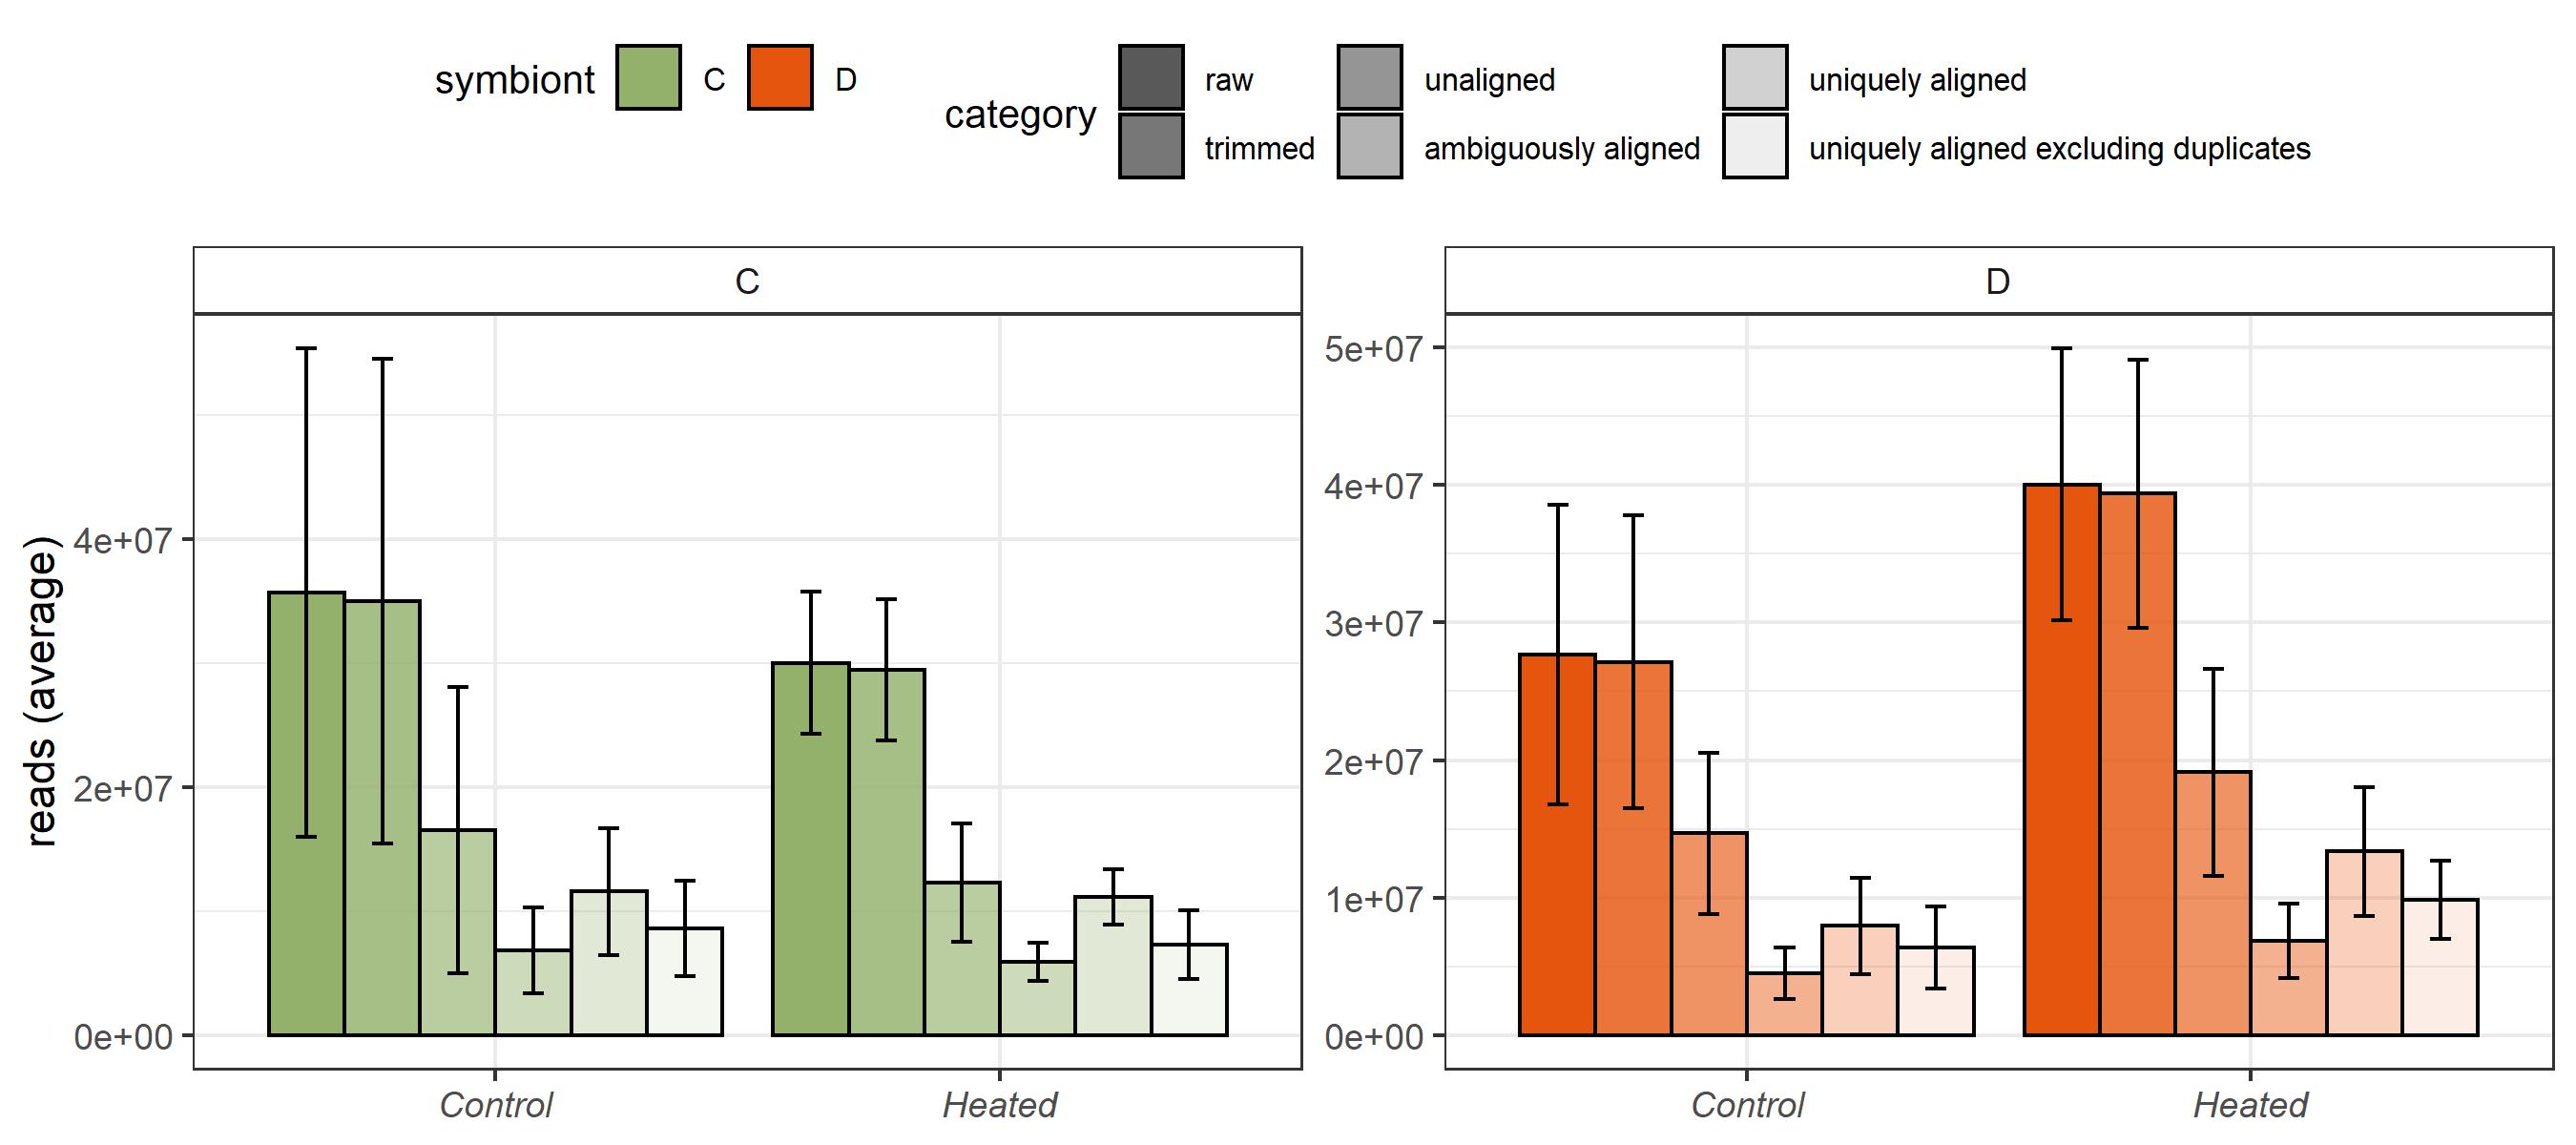 symbiont C D
category raw unaligned uniquely aligned
trimmed ambiguously aligned uniquely aligned excluding duplicates
C
D
reads (average)
4e+07
2e+07
0e+00
5e+07
4e+07
3e+07
2e+07
1e+07
0e+00
Control Heated
Control Heated